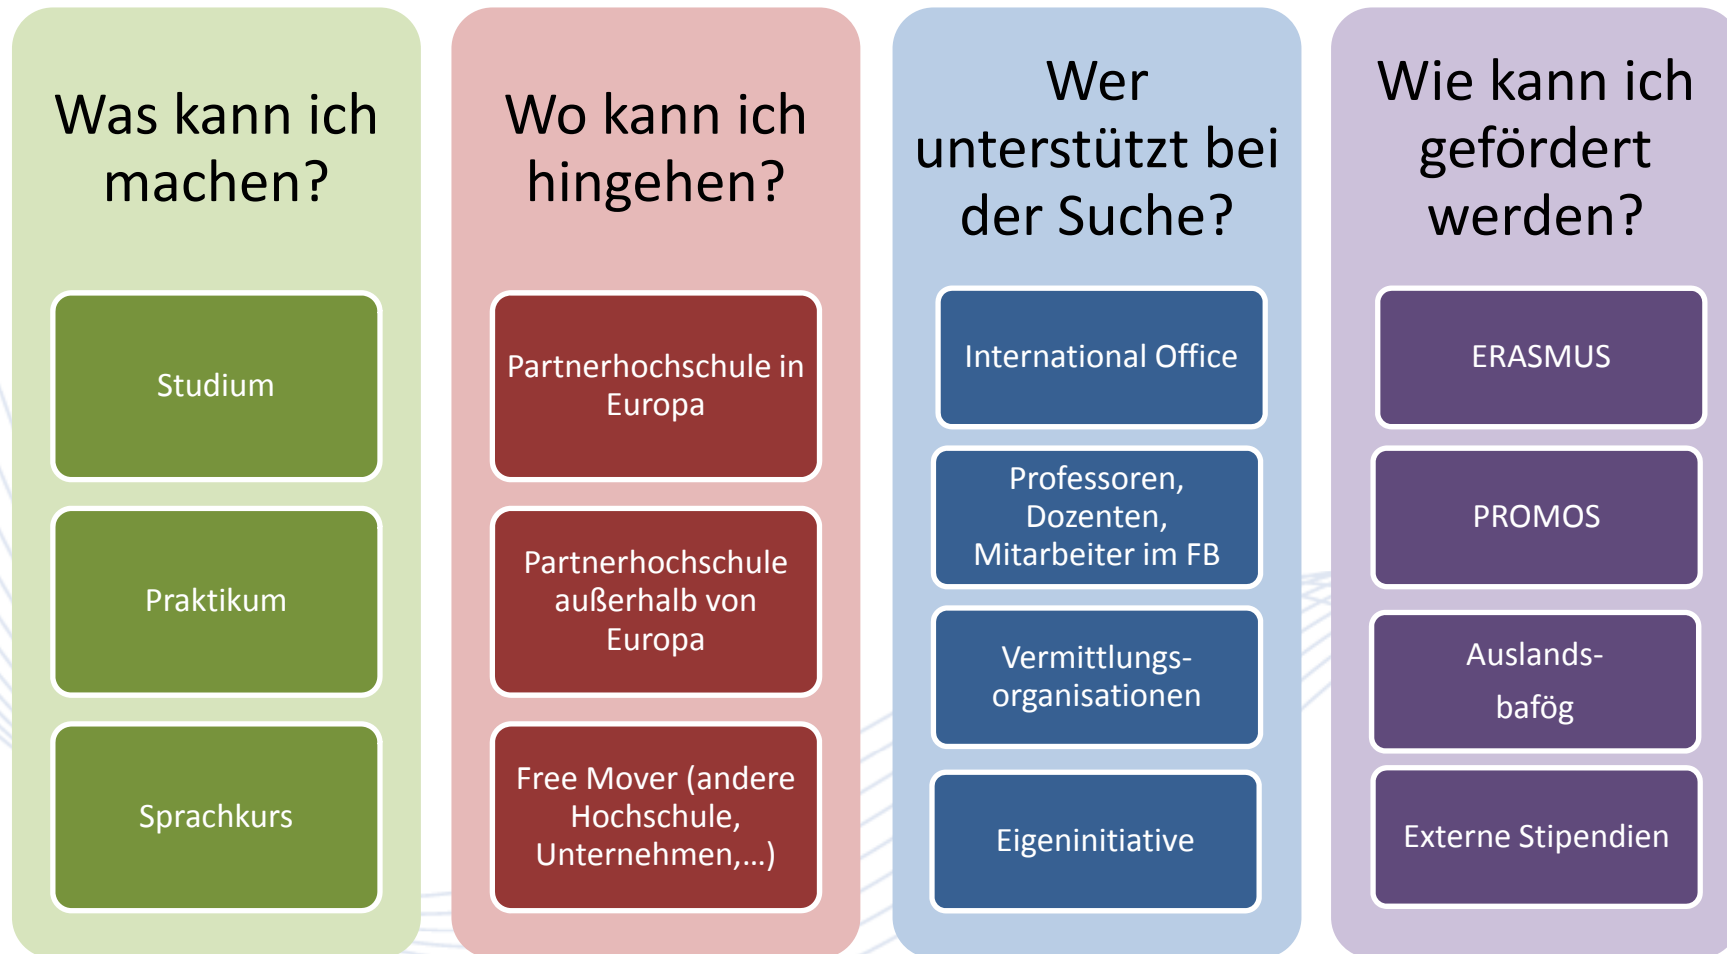 Was kann ich
machen?
Studium
Praktikum
Sprachkurs
Wo kann ich
hingehen?
Partnerhochschule in
Europa
Partnerhochschule
außerhalb von
Europa
Free Mover (andere
Hochschule,
Unternehmen,...)
Wer
unterstützt bei
der Suche?
International Office
Professoren,
Dozenten,
Mitarbeiter im FB
Vermittlungs-
organisationen
Eigeninitiative
Wie kann ich
gefördert
werden?
ERASMUS
PROMOS
Auslands-
bafög
Externe Stipendien